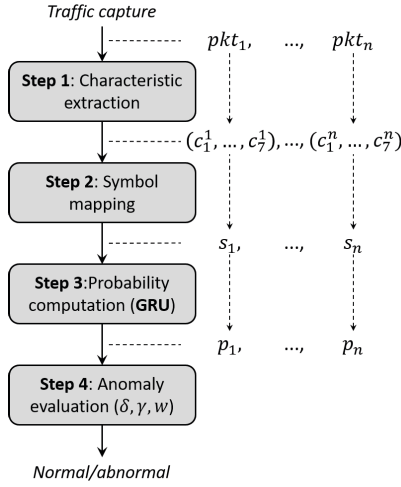 Traffic capture
pkt₁, ..., pktₙ
Step 1: Characteristic
extraction
(c₁¹, ..., c₇¹), ..., (c₁ⁿ, ..., c₇ⁿ)
Step 2: Symbol
mapping
s₁, ..., sₙ
Step 3:Probability
computation (GRU)
p₁, ..., pₙ
Step 4: Anomaly
evaluation (δ, γ, w)
Normal/abnormal